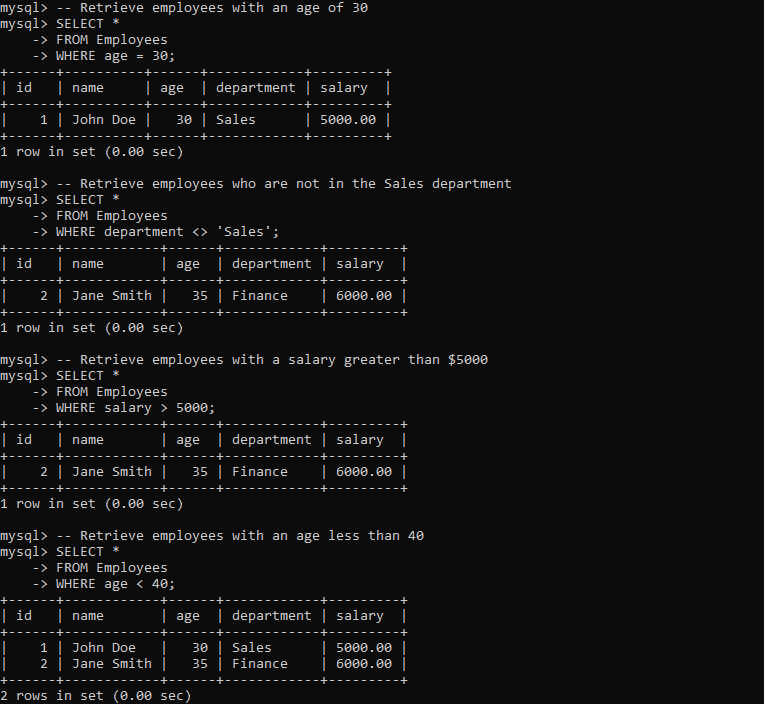 mysql> -- Retrieve employees with an age of 30
mysql> SELECT *
    -> FROM Employees
    -> WHERE age = 30;
+------+----------+------+------------+---------+
| id   | name     | age  | department | salary  |
+------+----------+------+------------+---------+
|    1 | John Doe |   30 | Sales      | 5000.00 |
+------+----------+------+------------+---------+
1 row in set (0.00 sec)

mysql> -- Retrieve employees who are not in the Sales department
mysql> SELECT *
    -> FROM Employees
    -> WHERE department <> 'Sales';
+------+------------+------+------------+---------+
| id   | name       | age  | department | salary  |
+------+------------+------+------------+---------+
|    2 | Jane Smith |   35 | Finance    | 6000.00 |
+------+------------+------+------------+---------+
1 row in set (0.00 sec)

mysql> -- Retrieve employees with a salary greater than $5000
mysql> SELECT *
    -> FROM Employees
    -> WHERE salary > 5000;
+------+------------+------+------------+---------+
| id   | name       | age  | department | salary  |
+------+------------+------+------------+---------+
|    2 | Jane Smith |   35 | Finance    | 6000.00 |
+------+------------+------+------------+---------+
1 row in set (0.00 sec)

mysql> -- Retrieve employees with an age less than 40
mysql> SELECT *
    -> FROM Employees
    -> WHERE age < 40;
+------+------------+------+------------+---------+
| id   | name       | age  | department | salary  |
+------+------------+------+------------+---------+
|    1 | John Doe   |   30 | Sales      | 5000.00 |
|    2 | Jane Smith |   35 | Finance    | 6000.00 |
+------+------------+------+------------+---------+
2 rows in set (0.00 sec)